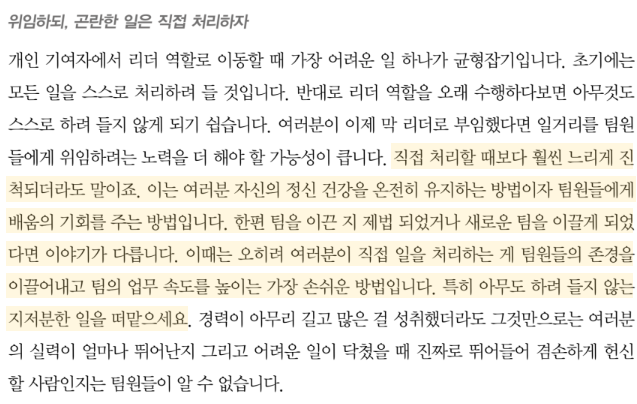 위임하되, 곤란한 일은 직접 처리하자
개인 기여자에서 리더 역할로 이동할 때 가장 어려운 일 하나가 균형잡기입니다. 초기에는
모든 일을 스스로 처리하려 들 것입니다. 반대로 리더 역할을 오래 수행하다보면 아무것도
스스로 하려 들지 않게 되기 쉽습니다. 여러분이 이제 막 리더로 부임했다면 일거리를 팀원
들에게 위임하려는 노력을 더 해야 할 가능성이 큽니다. 직접 처리할 때보다 훨씬 느리게 진
척되더라도 말이죠. 이는 여러분 자신의 정신 건강을 온전히 유지하는 방법이자 팀원들에게
배움의 기회를 주는 방법입니다. 한편 팀을 이끈 지 제법 되었거나 새로운 팀을 이끌게 되었
다면 이야기가 다릅니다. 이때는 오히려 여러분이 직접 일을 처리하는 게 팀원들의 존경을
이끌어내고 팀의 업무 속도를 높이는 가장 손쉬운 방법입니다. 특히 아무도 하려 들지 않는
지저분한 일을 떠맡으세요. 경력이 아무리 길고 많은 걸 성취했더라도 그것만으로는 여러분
의 실력이 얼마나 뛰어난지 그리고 어려운 일이 닥쳤을 때 진짜로 뛰어들어 겸손하게 헌신
할 사람인지는 팀원들이 알 수 없습니다.